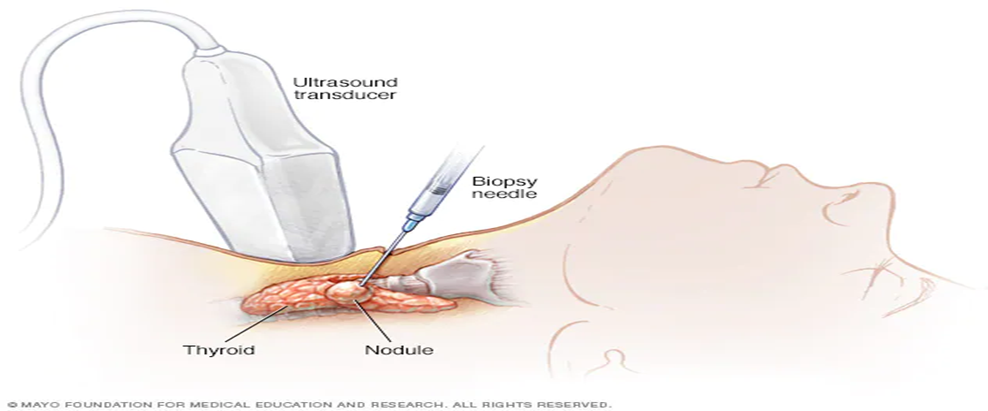 Ultrasound
transducer
Biopsy
needle
Thyroid
Nodule
© MAYO FOUNDATION FOR MEDICAL EDUCATION AND RESEARCH. ALL RIGHTS RESERVED.